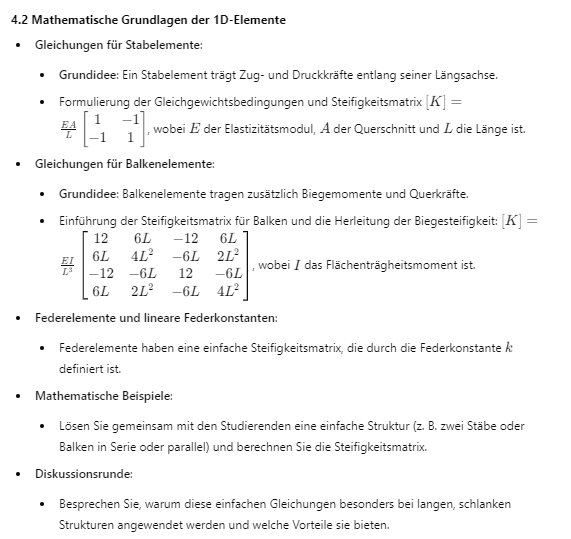 4.2 Mathematische Grundlagen der 1D-Elemente
• Gleichungen für Stabelemente:
• Grundidee: Ein Stabelement trägt Zug- und Druckkräfte entlang seiner Längsachse.
• Formulierung der Gleichgewichtsbedingungen und Steifigkeitsmatrix [K] =
EA/L [1 −1; −1 1], wobei E der Elastizitätsmodul, A der Querschnitt und L die Länge ist.
• Gleichungen für Balkenelemente:
• Grundidee: Balkenelemente tragen zusätzlich Biegemomente und Querkräfte.
• Einführung der Steifigkeitsmatrix für Balken und die Herleitung der Biegesteifigkeit: [K] =
12 6L −12 6L
6L 4L² −6L 2L²
EI/L³ , wobei I das Flächenträgheitsmoment ist.
−12 −6L 12 −6L
6L 2L² −6L 4L²
• Federelemente und lineare Federkonstanten:
• Federelemente haben eine einfache Steifigkeitsmatrix, die durch die Federkonstante k
definiert ist.
• Mathematische Beispiele:
• Lösen Sie gemeinsam mit den Studierenden eine einfache Struktur (z. B. zwei Stäbe oder
Balken in Serie oder parallel) und berechnen Sie die Steifigkeitsmatrix.
• Diskussionsrunde:
• Besprechen Sie, warum diese einfachen Gleichungen besonders bei langen, schlanken
Strukturen angewendet werden und welche Vorteile sie bieten.